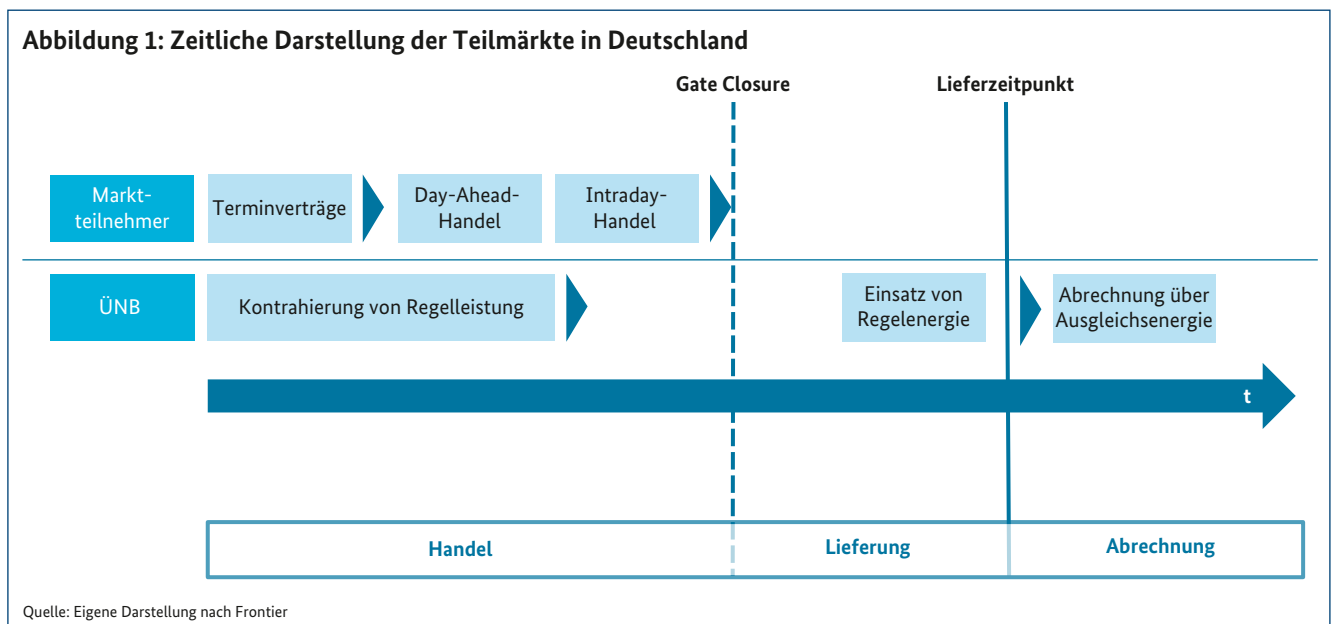 Abbildung 1: Zeitliche Darstellung der Teilmärkte in Deutschland
Gate Closure
Lieferzeitpunkt
Markt-
teilnehmer
Terminverträge
Day-Ahead-
Handel
Intraday-
Handel
ÜNB
Kontrahierung von Regelleistung
Einsatz von
Regelenergie
Abrechnung über
Ausgleichsenergie
t
Handel
Lieferung
Abrechnung
Quelle: Eigene Darstellung nach Frontier